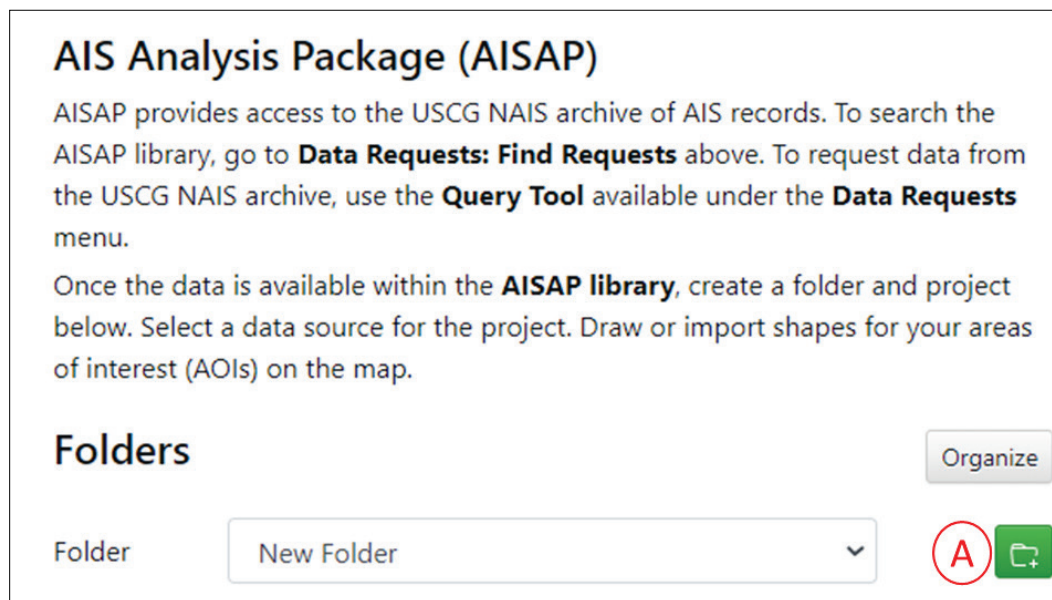 AIS Analysis Package (AISAP)
AISAP provides access to the USCG NAIS archive of AIS records. To search the
AISAP library, go to Data Requests: Find Requests above. To request data from
the USCG NAIS archive, use the Query Tool available under the Data Requests
menu.
Once the data is available within the AISAP library, create a folder and project
below. Select a data source for the project. Draw or import shapes for your areas
of interest (AOIs) on the map.
Folders
Organize
Folder New Folder A